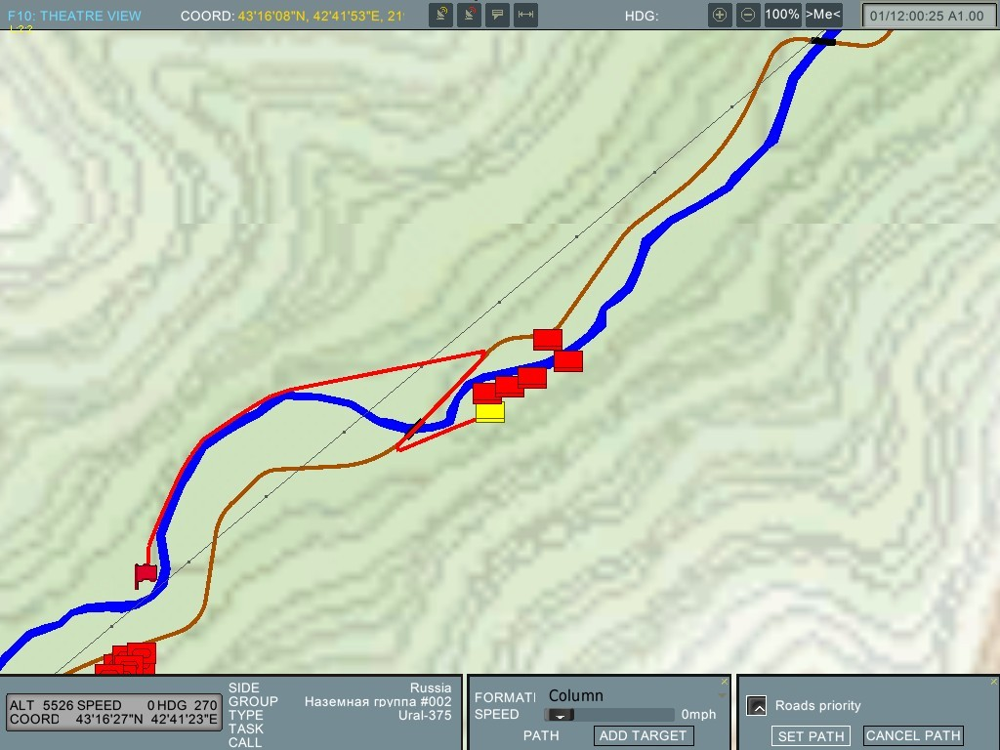 F10: THEATRE VIEW COORD: 43'16'08"N, 42'41'53"E, 21 HDG: 100% >Me< 01/12:00:25 A1.00
ALT 5526 SPEED 0 HDG 270
COORD 43'16'27"N 42'41'23"E
SIDE Russia
GROUP Наземная группа #002
TYPE Ural-375
TASK
CALL
FORMATI Column
SPEED 0mph
PATH ADD TARGET
Roads priority
SET PATH CANCEL PATH